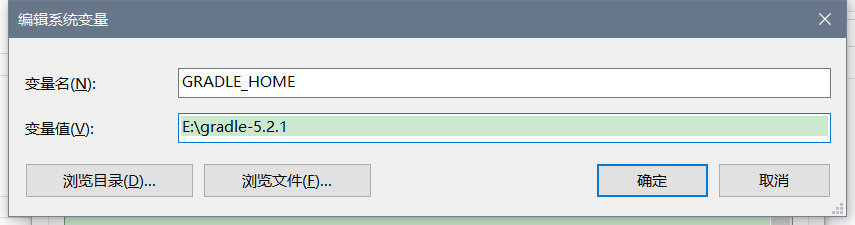 编辑系统变量
变量名(N): GRADLE_HOME
变量值(V): E:\gradle-5.2.1
浏览目录(D)... 浏览文件(F)... 确定 取消